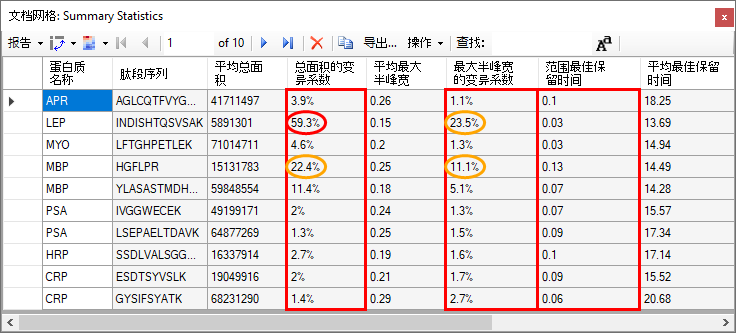 文档网格: Summary Statistics
报告 1 of 10 导出... 操作 查找: Aa
蛋白质名称 肽段序列 平均总面积 总面积的变异系数 平均最大半峰宽 最大半峰宽的变异系数 范围最佳保留时间 平均最佳保留时间
APR AGLCQTFVYG... 41711497 3.9% 0.26 1.1% 0.1 18.25
LEP INDISHTQSVSAK 5891301 59.3% 0.15 23.5% 0.03 13.69
MYO LFTGHPETLEK 71014711 4.6% 0.2 1.3% 0.03 14.94
MBP HGFLPR 15131783 22.4% 0.25 11.1% 0.13 14.49
MBP YLASASTMDH... 59848554 11.4% 0.18 5.1% 0.07 14.28
PSA IVGGWECEK 49199171 2% 0.24 1.3% 0.07 15.57
PSA LSEPAELTDAVK 64877269 1.3% 0.25 1.5% 0.09 17.34
HRP SSDLVALSGG... 16337914 2.7% 0.19 1.6% 0.1 17.14
CRP ESDTSYVSLK 19049916 2% 0.21 1.7% 0.09 15.52
CRP GYSIFSYATK 68231290 1.4% 0.29 2.7% 0.06 20.68